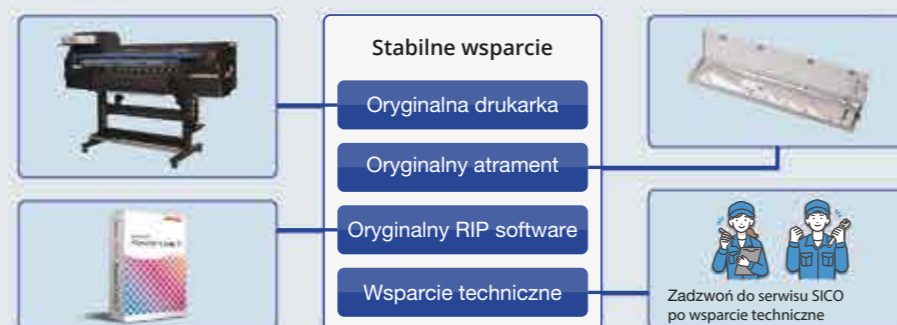 Stabilne wsparcie
Oryginalna drukarka
Oryginalny atrament
Oryginalny RIP software
Wsparcie techniczne
Zadzwoń do serwisu SICO
po wsparcie techniczne